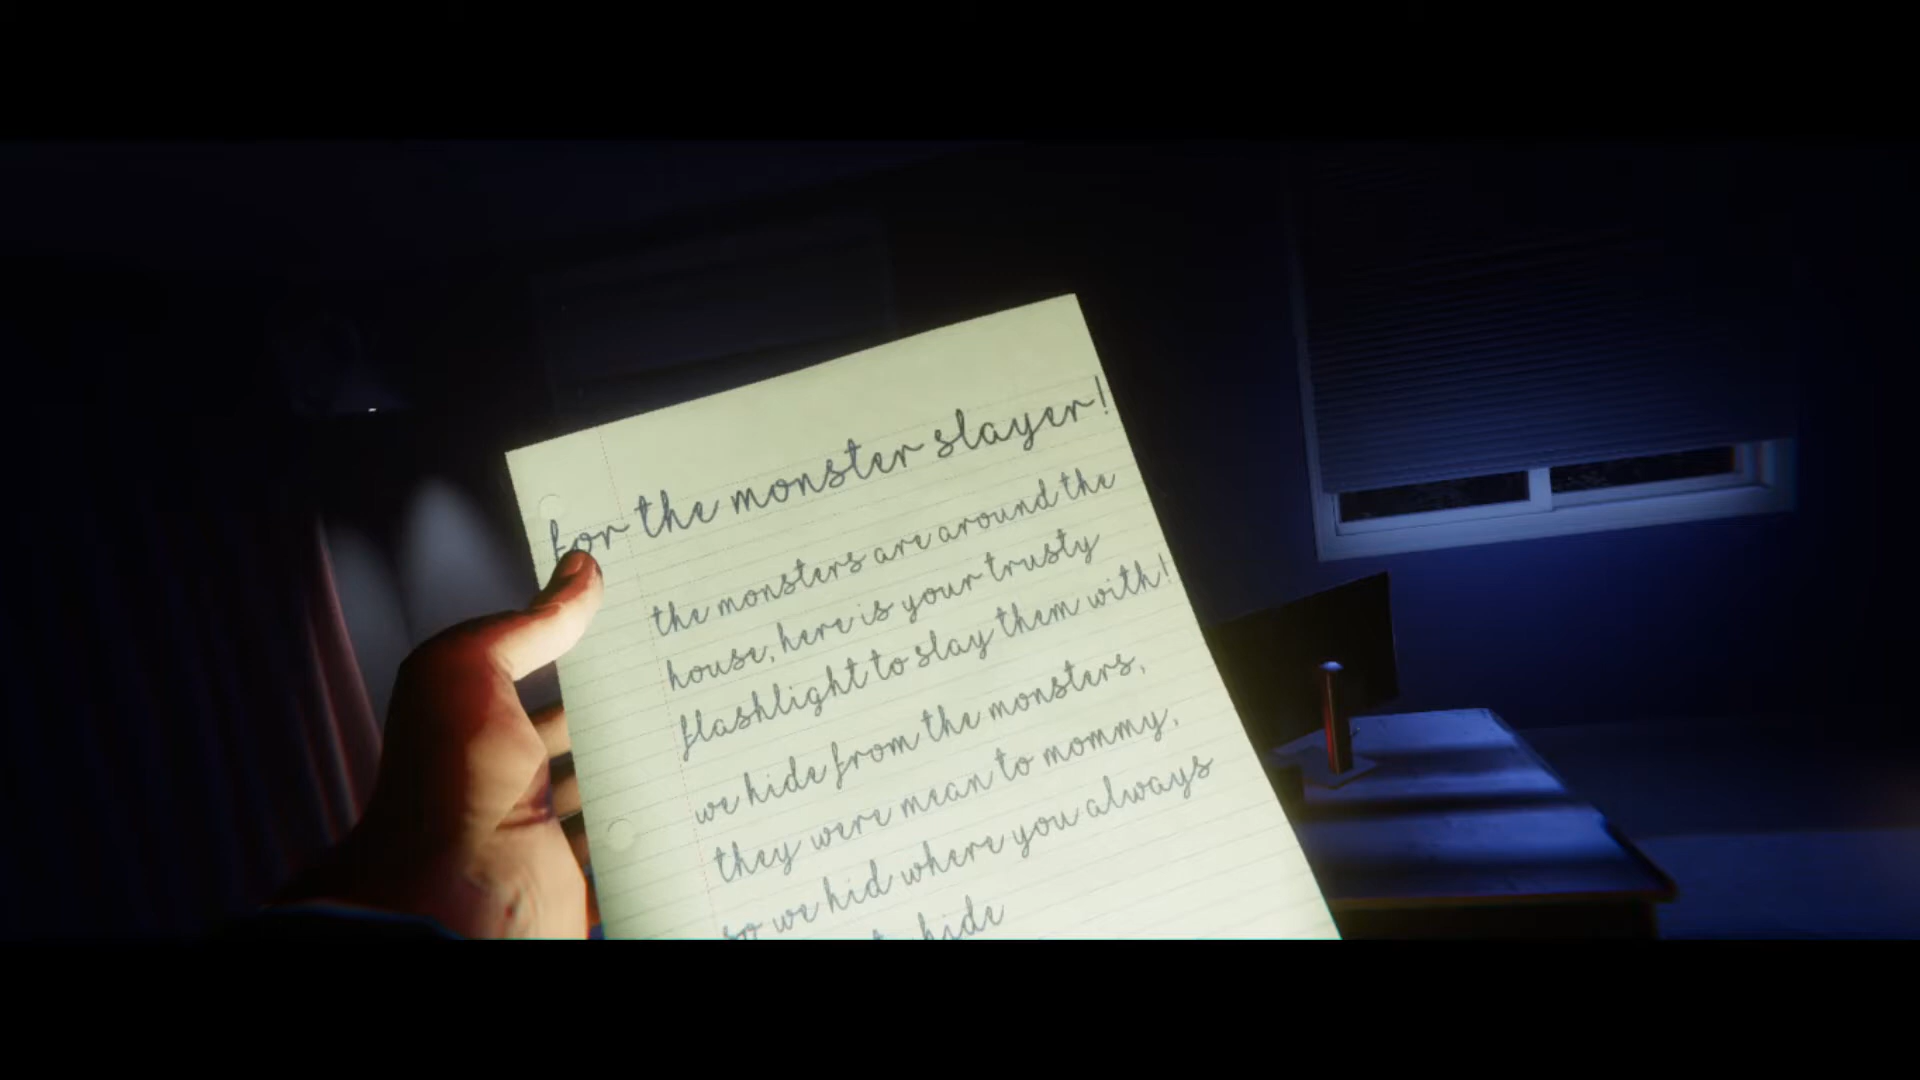 for the monster slayer!
the monsters are around the
house, here is your trusty
flashlight to slay them with!
we hide from the monsters,
they were mean to mommy,
so we hid where you always
hide